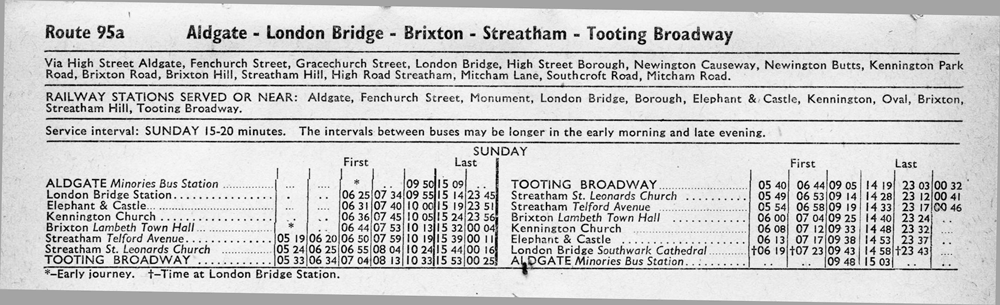 Route 95a Aldgate - London Bridge - Brixton - Streatham - Tooting Broadway
Via High Street Aldgate, Fenchurch Street, Gracechurch Street, London Bridge, High Street Borough, Newington Causeway, Newington Butts, Kennington Park
Road, Brixton Road, Brixton Hill, Streatham Hill, High Road Streatham, Mitcham Lane, Southcroft Road, Mitcham Road.
RAILWAY STATIONS SERVED OR NEAR: Aldgate, Fenchurch Street, Monument, London Bridge, Borough, Elephant & Castle, Kennington, Oval, Brixton,
Streatham Hill, Tooting Broadway.
Service interval: SUNDAY 15-20 minutes. The intervals between buses may be longer in the early morning and late evening.
SUNDAY
First Last
ALDGATE Minories Bus Station .. .. * .. 09 50 15 09 ..
London Bridge Station .. .. 06 25 07 34 09 55 15 14 23 45
Elephant & Castle .. .. 06 31 07 40 10 00 15 19 23 51
Kennington Church .. .. 06 36 07 45 10 05 15 24 23 56
Brixton Lambeth Town Hall * .. 06 44 07 53 10 13 15 32 00 04
Streatham Telford Avenue 05 19 06 20 06 50 07 59 10 19 15 39 00 11
Streatham St. Leonards Church 05 24 06 25 06 55 08 04 10 24 15 44 00 16
TOOTING BROADWAY 05 33 06 34 07 04 08 13 10 33 15 53 00 25
First Last
TOOTING BROADWAY 05 40 06 44 09 05 14 19 23 03 00 32
Streatham St. Leonards Church 05 49 06 53 09 14 14 28 23 12 00 41
Streatham Telford Avenue 05 54 06 58 09 19 14 33 23 17 00 46
Brixton Lambeth Town Hall 06 00 07 04 09 25 14 40 23 24 ..
Kennington Church 06 08 07 12 09 33 14 48 23 32 ..
Elephant & Castle 06 13 07 17 09 38 14 53 23 37 ..
London Bridge Southwark Cathedral †06 19 †07 23 09 43 14 58 †23 43 ..
ALDGATE Minories Bus Station .. .. 09 48 15 03 .. ..
*—Early journey. †—Time at London Bridge Station.